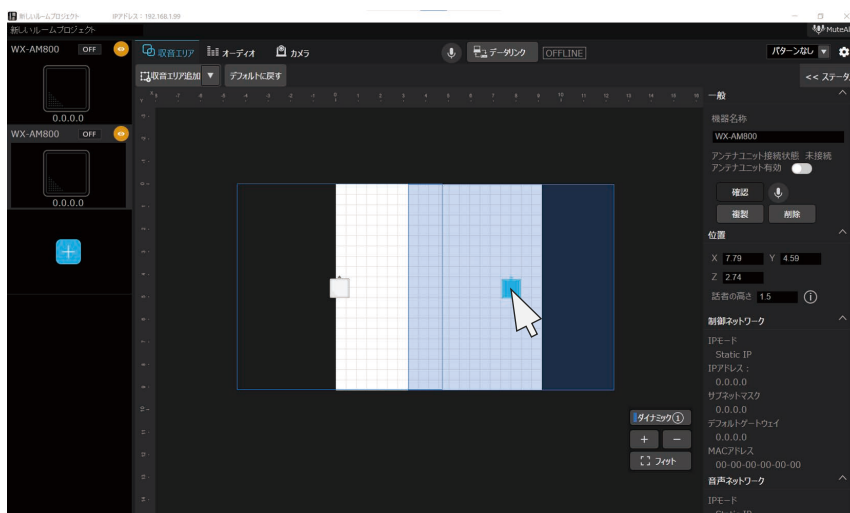 新しいルームプロジェクト IPアドレス : 192.168.1.99
新しいルームプロジェクト MuteAl
WX-AM800 OFF
0.0.0.0
WX-AM800 OFF
0.0.0.0
収音エリア オーディオ カメラ データリンク OFFLINE パターンなし
収音エリア追加 デフォルトに戻す << ステータ
一般
機器名称
WX-AM800
アンテナユニット接続状態 未接続
アンテナユニット有効
確認
複製 削除
位置
X 7.79 Y 4.59
Z 2.74
話者の高さ 1.5
制御ネットワーク
IPモード
Static IP
IPアドレス :
0.0.0.0
サブネットマスク
0.0.0.0
デフォルトゲートウェイ
0.0.0.0
MACアドレス
00-00-00-00-00-00
音声ネットワーク
IPモード
ダイナミック 1
+ −
フィット